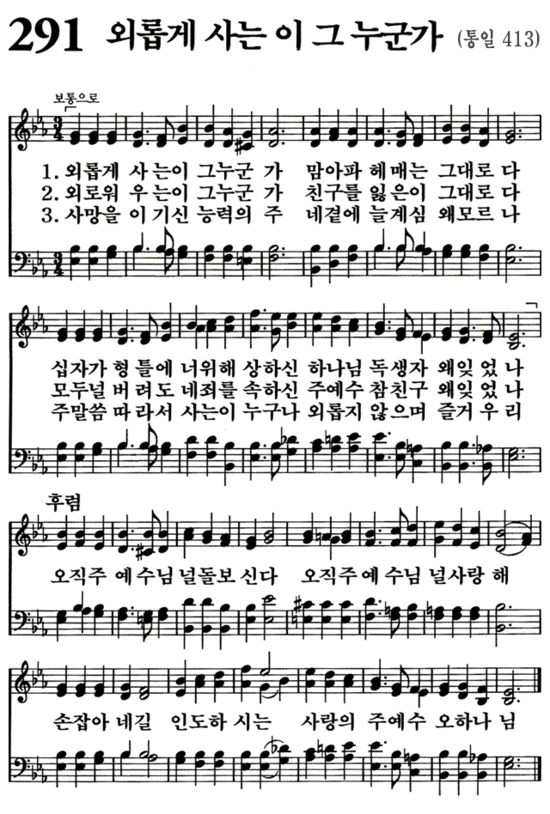 291 외롭게 사는 이 그 누군가 (통일 413)
보통으로
1. 외롭게 사는이 그누군 가 맘아파 헤매는 그대로 다
2. 외로워 우는이 그누군 가 친구를 잃은이 그대로 다
3. 사망을 이기신 능력의 주 네곁에 늘계심 왜모르 나
십자가 형틀에 너위해 상하신 하나님 독생자 왜잊었 나
모두널 버려도 네죄를 속하신 주예수 참친구 왜잊었 나
주말씀 따라서 사는이 누구나 외롭지 않으며 즐거우 리
후렴
오직주 예수님 널돌보 신다 오직주 예수님 널사랑 해
손잡아 네길 인도하 시는 사랑의 주예수 오하나 님